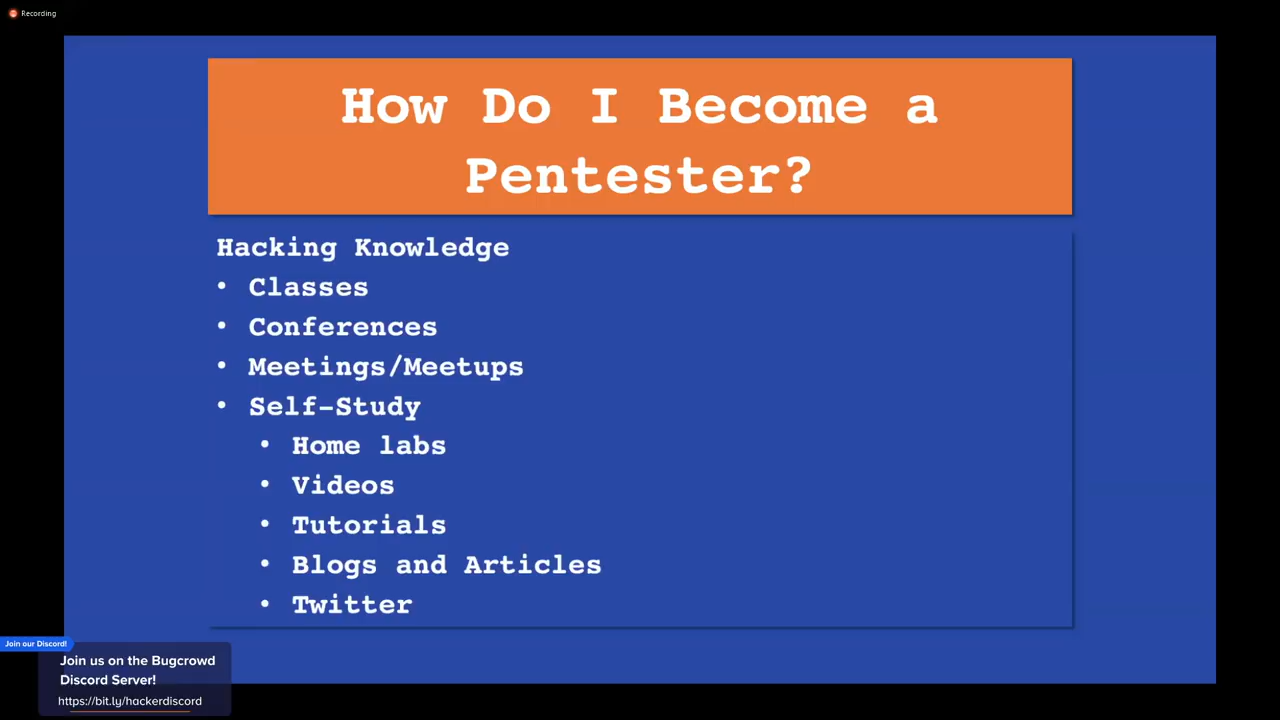 Recording
How Do I Become a
Pentester?
Hacking Knowledge
• Classes
• Conferences
• Meetings/Meetups
• Self-Study
• Home labs
• Videos
• Tutorials
• Blogs and Articles
• Twitter
Join our Discord!
Join us on the Bugcrowd
Discord Server!
https://bit.ly/hackerdiscord